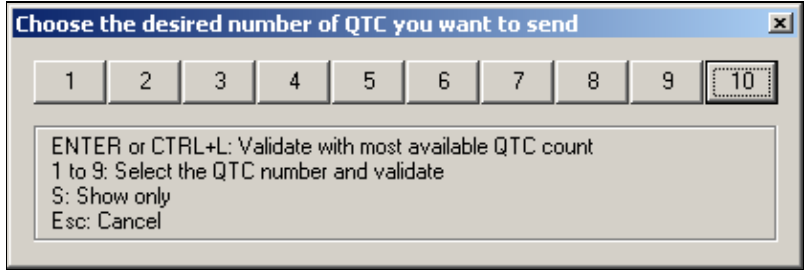 Choose the desired number of QTC you want to send
1 2 3 4 5 6 7 8 9 10
ENTER or CTRL+L: Validate with most available QTC count
1 to 9: Select the QTC number and validate
S: Show only
Esc: Cancel